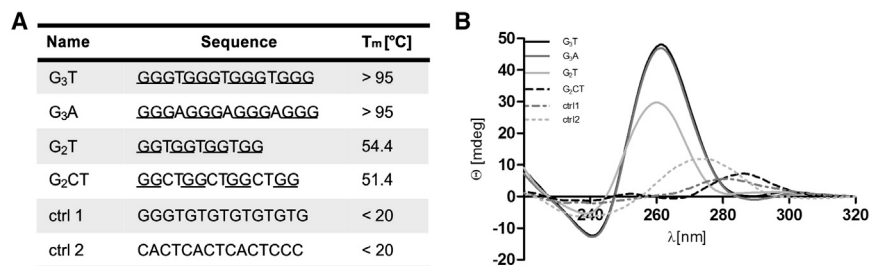 A
Name Sequence Tm [°C]
G3T GGGTGGGTGGGTGGG > 95
G3A GGGAGGGAGGGAGGG > 95
G2T GGTGGTGGTGG 54.4
G2CT GGCTGGCTGGCTGG 51.4
ctrl 1 GGGTGTGTGTGTGTG < 20
ctrl 2 CACTCACTCACTCCC < 20
B
50
40
30
20
10
0
-10
-20
Θ [mdeg]
G3T
G3A
G2T
G2CT
ctrl1
ctrl2
240 260 280 300 320
λ[nm]